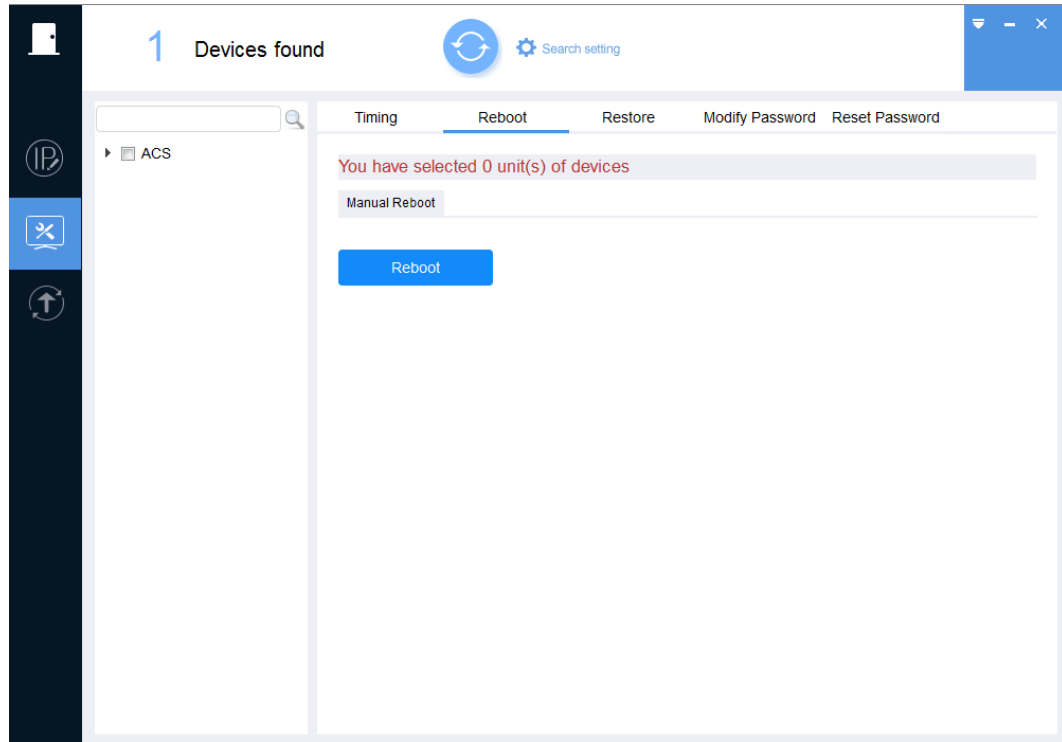 1 Devices found
Search setting
Timing Reboot Restore Modify Password Reset Password
IP
ACS
You have selected 0 unit(s) of devices
Manual Reboot
Reboot